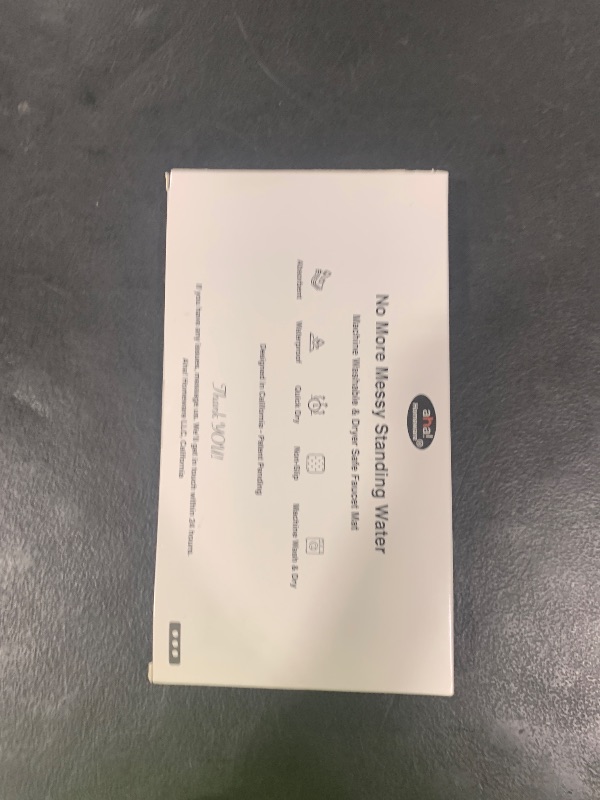 aha!
Homeware
No More Messy Standing Water
Machine Washable & Dryer Safe Faucet Mat
Absorbent Waterproof Quick Dry Non-Slip Machine Wash & Dry
Designed in California - Patent Pending
Thank YOU!
If you have any issues, message us. We'll get in touch within 24 hours.
Aha! Homeware LLC, California